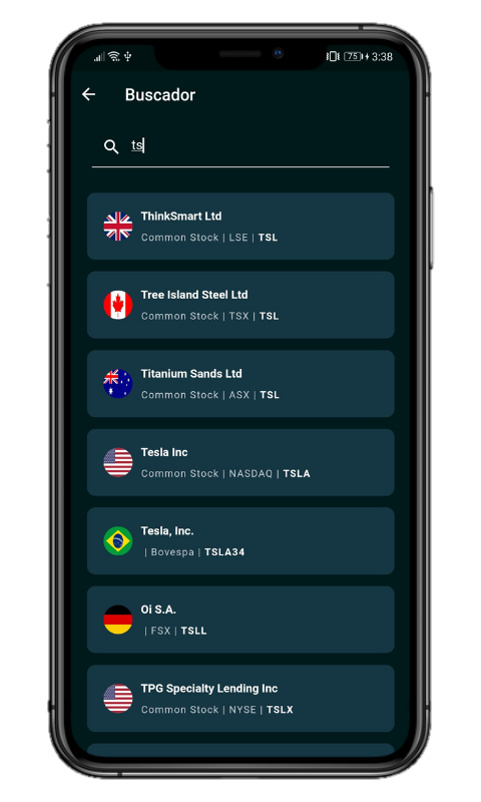 75 3:38
Buscador
ts
ThinkSmart Ltd
Common Stock | LSE | TSL
Tree Island Steel Ltd
Common Stock | TSX | TSL
Titanium Sands Ltd
Common Stock | ASX | TSL
Tesla Inc
Common Stock | NASDAQ | TSLA
Tesla, Inc.
| Bovespa | TSLA34
Oi S.A.
| FSX | TSLL
TPG Specialty Lending Inc
Common Stock | NYSE | TSLX